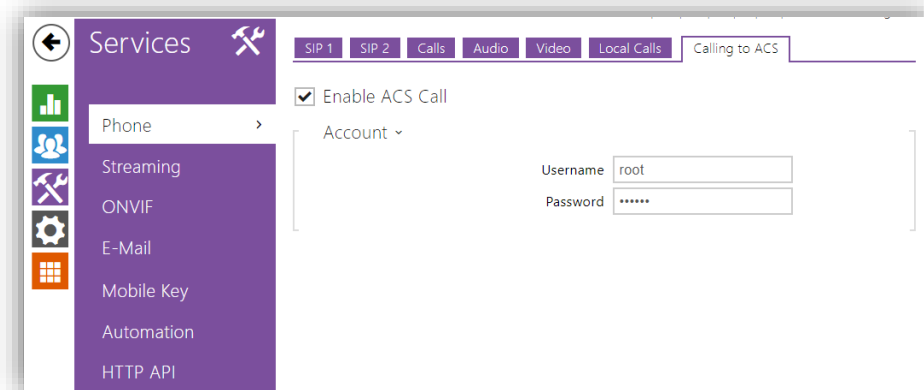 Services
SIP 1 SIP 2 Calls Audio Video Local Calls Calling to ACS
Enable ACS Call
Account
Username root
Password ••••••
Phone
Streaming
ONVIF
E-Mail
Mobile Key
Automation
HTTP API